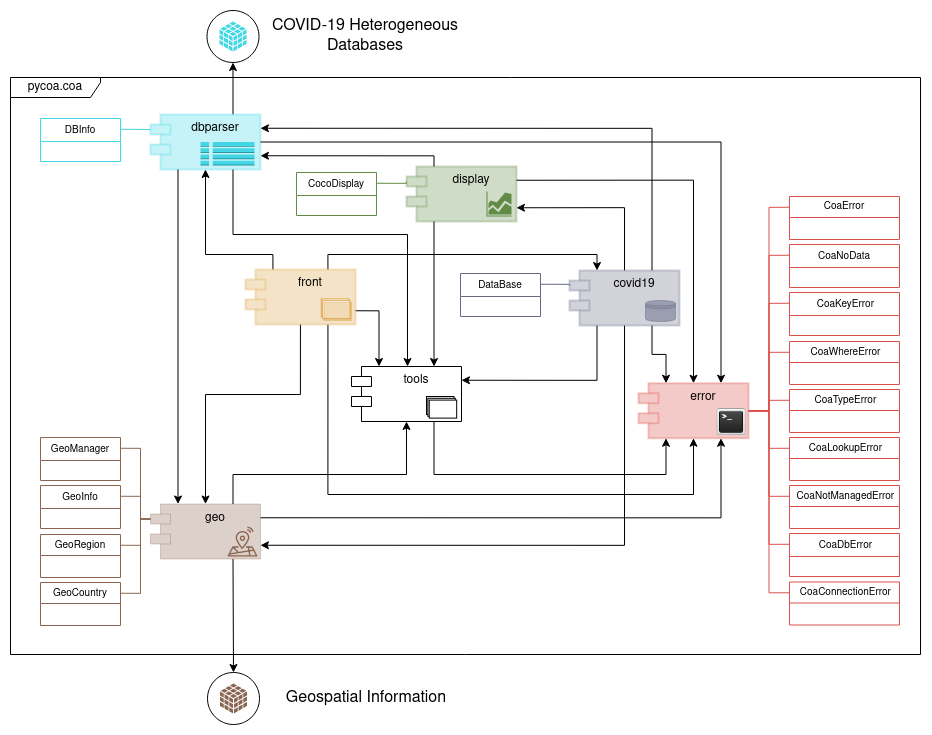 COVID-19 Heterogeneous
Databases
pycoa.coa
DBInfo
dbparser
CocoDisplay
display
CoaError
CoaNoData
front
DataBase
covid19
CoaKeyError
CoaWhereError
tools
error
>_
CoaTypeError
GeoManager
CoaLookupError
GeoInfo
CoaNotManagedError
geo
GeoRegion
CoaDbError
GeoCountry
CoaConnectionError
Geospatial Information